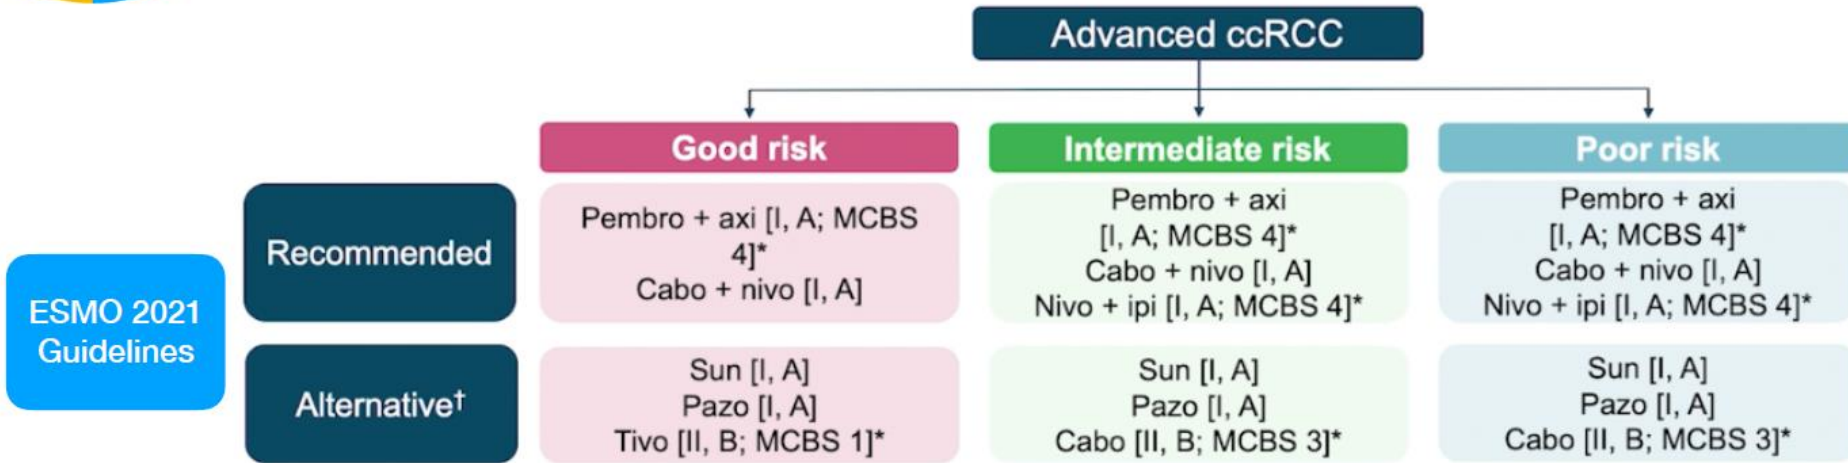 Advanced ccRCC
Good risk
Intermediate risk
Poor risk
ESMO 2021
Guidelines
Recommended
Pembro + axi [I, A; MCBS
4]*
Cabo + nivo [I, A]
Pembro + axi
[I, A; MCBS 4]*
Cabo + nivo [I, A]
Nivo + ipi [I, A; MCBS 4]*
Pembro + axi
[I, A; MCBS 4]*
Cabo + nivo [I, A]
Nivo + ipi [I, A; MCBS 4]*
Alternative†
Sun [I, A]
Pazo [I, A]
Tivo [II, B; MCBS 1]*
Sun [I, A]
Pazo [I, A]
Cabo [II, B; MCBS 3]*
Sun [I, A]
Pazo [I, A]
Cabo [II, B; MCBS 3]*